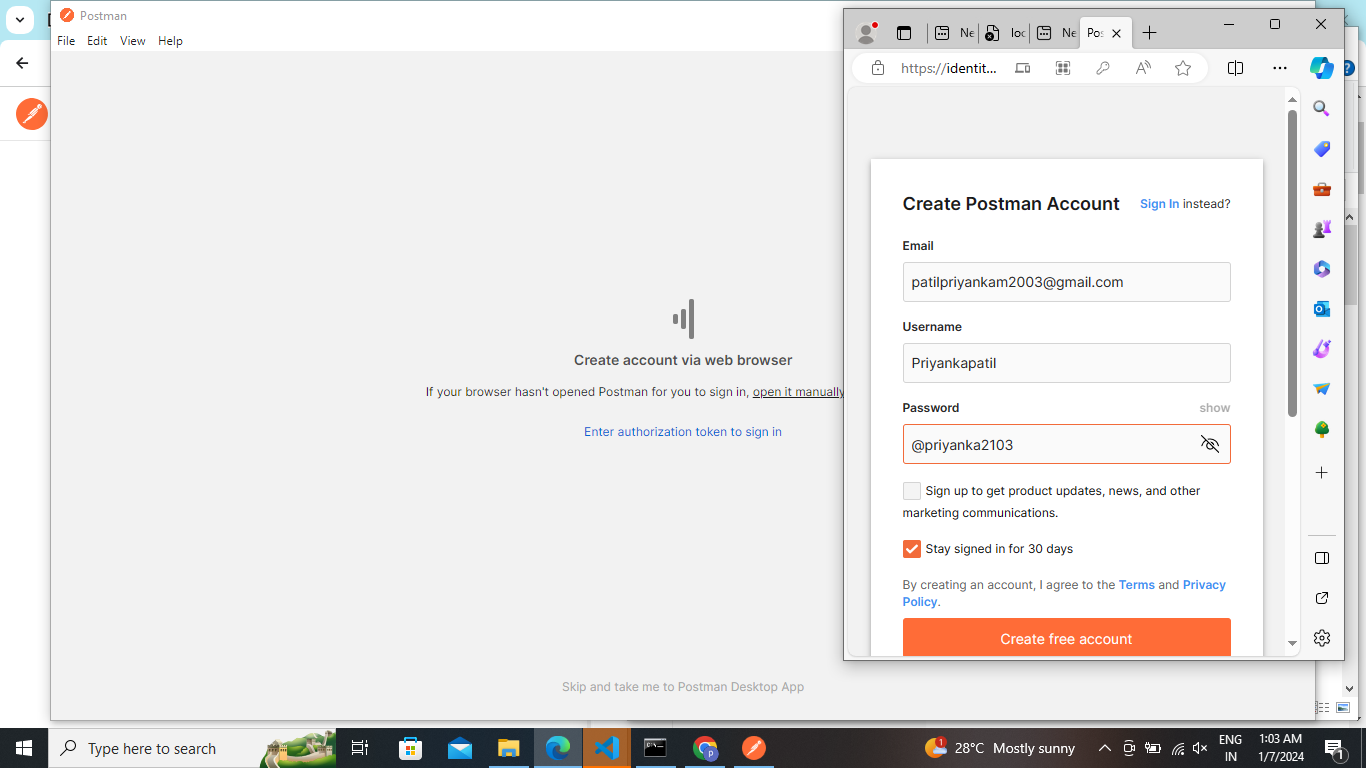 Postman
File Edit View Help
Create account via web browser
If your browser hasn't opened Postman for you to sign in, open it manually
Enter authorization token to sign in
Skip and take me to Postman Desktop App
Ne
loc
Ne
Pos
https://identit...
Create Postman Account
Sign In instead?
Email
patilpriyankam2003@gmail.com
Username
Priyankapatil
Password
show
@priyanka2103
Sign up to get product updates, news, and other
marketing communications.
Stay signed in for 30 days
By creating an account, I agree to the Terms and Privacy
Policy.
Create free account
Type here to search
28°C Mostly sunny
ENG
IN
1:03 AM
1/7/2024
1